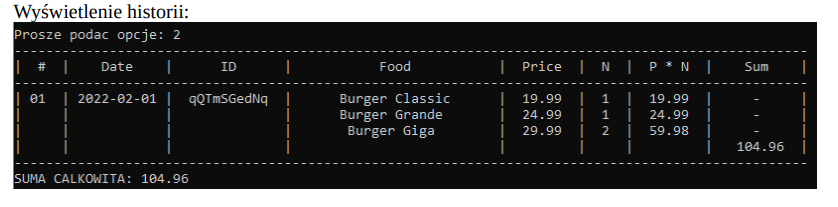 Wyświetlenie historii:
Prosze podac opcje: 2
| # | Date | ID | Food | Price | N | P * N | Sum |
| 01 | 2022-02-01 | qQTmSGedNq | Burger Classic | 19.99 | 1 | 19.99 | - |
| | | | Burger Grande | 24.99 | 1 | 24.99 | - |
| | | | Burger Giga | 29.99 | 2 | 59.98 | - |
| | | | | | | | 104.96 |
SUMA CALKOWITA: 104.96